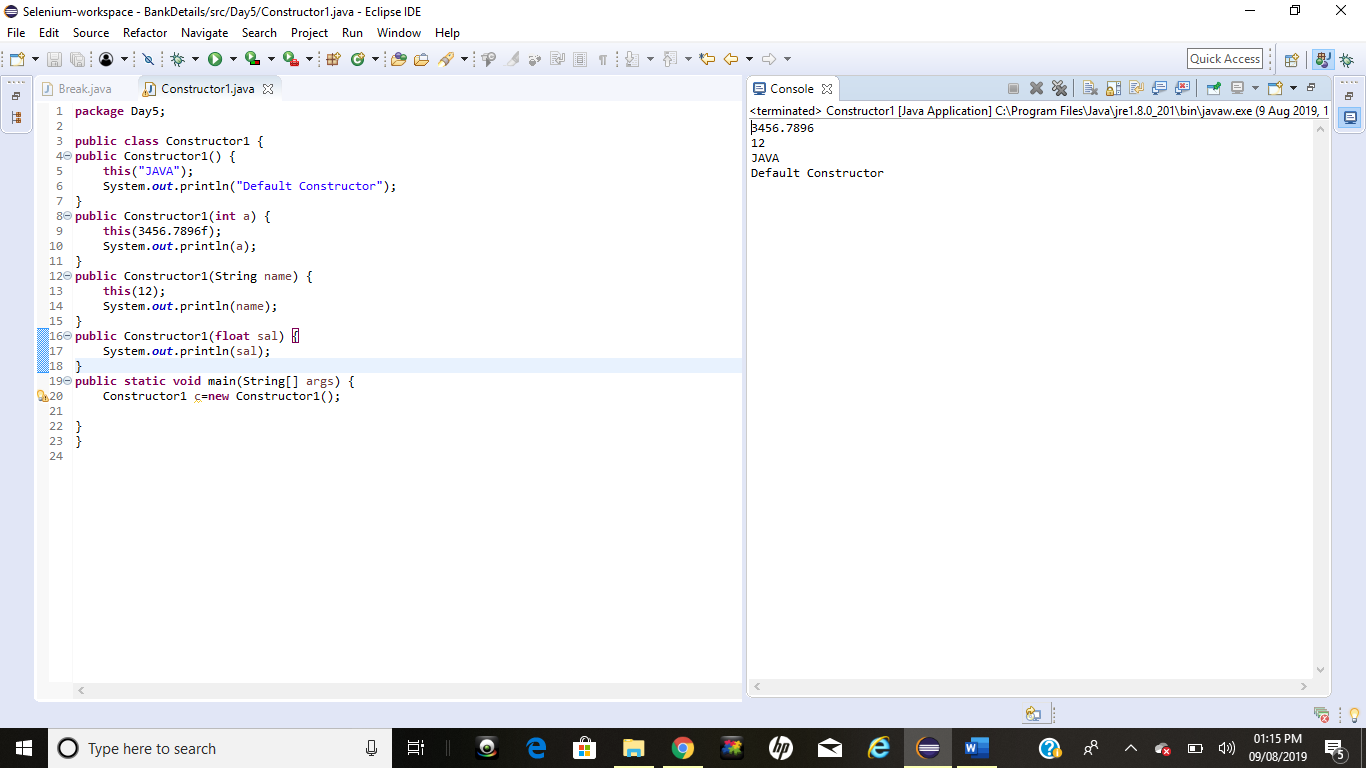 Selenium-workspace - BankDetails/src/Day5/Constructor1.java - Eclipse IDE
File Edit Source Refactor Navigate Search Project Run Window Help
Quick Access
Break.java Constructor1.java
1 package Day5;
2
3 public class Constructor1 {
4 public Constructor1() {
5 this("JAVA");
6 System.out.println("Default Constructor");
7 }
8 public Constructor1(int a) {
9 this(3456.7896f);
10 System.out.println(a);
11 }
12 public Constructor1(String name) {
13 this(12);
14 System.out.println(name);
15 }
16 public Constructor1(float sal) {
17 System.out.println(sal);
18 }
19 public static void main(String[] args) {
20 Constructor1 c=new Constructor1();
21
22 }
23 }
24
Console
<terminated> Constructor1 [Java Application] C:\Program Files\Java\jre1.8.0_201\bin\javaw.exe (9 Aug 2019, 1
3456.7896
12
JAVA
Default Constructor
Type here to search
hp
W
01:15 PM
09/08/2019
5